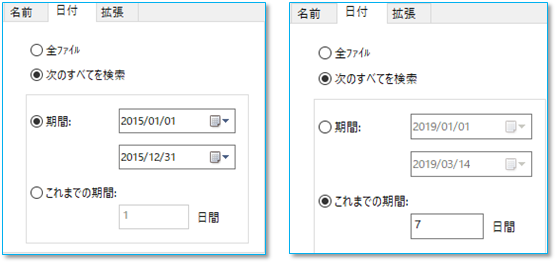 名前 日付 拡張
全ファイル
次のすべてを検索
期間: 2015/01/01
2015/12/31
これまでの期間:
1 日間
名前 日付 拡張
全ファイル
次のすべてを検索
期間: 2019/01/01
2019/03/14
これまでの期間:
7 日間